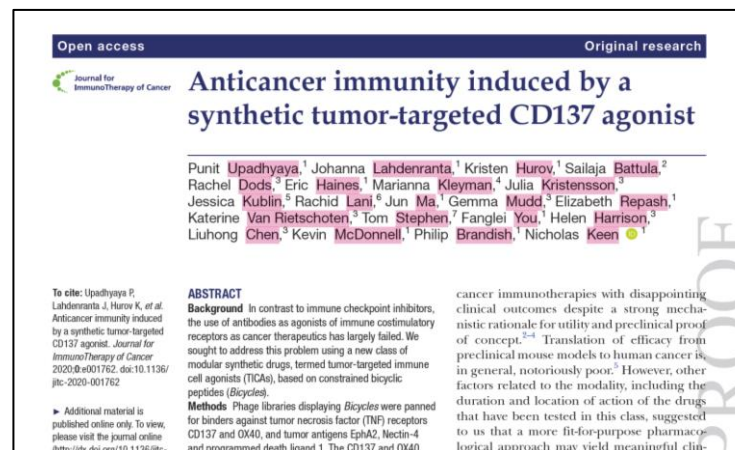 Open access
Original research
Journal for
ImmunoTherapy of Cancer
Anticancer immunity induced by a
synthetic tumor-targeted CD137 agonist
Punit Upadhyaya,1 Johanna Lahdenranta,1 Kristen Hurov,1 Sailaja Battula,2
Rachel Dods,3 Eric Haines,1 Marianna Kleyman,4 Julia Kristensson,3
Jessica Kublin,5 Rachid Lani,6 Jun Ma,1 Gemma Mudd,3 Elizabeth Repash,1
Katerine Van Rietschoten,3 Tom Stephen,7 Fanglei You,1 Helen Harrison,3
Liuhong Chen,3 Kevin McDonnell,1 Philip Brandish,1 Nicholas Keen iD 1
To cite: Upadhyaya P,
Lahdenranta J, Hurov K, et al.
Anticancer immunity induced
by a synthetic tumor-targeted
CD137 agonist. Journal for
ImmunoTherapy of Cancer
2020;0:e001762. doi:10.1136/
jitc-2020-001762
► Additional material is
published online only. To view,
please visit the journal online
(http://dx.doi.org/10.1136/jitc-
ABSTRACT
Background In contrast to immune checkpoint inhibitors,
the use of antibodies as agonists of immune costimulatory
receptors as cancer therapeutics has largely failed. We
sought to address this problem using a new class of
modular synthetic drugs, termed tumor-targeted immune
cell agonists (TICAs), based on constrained bicyclic
peptides (Bicycles).
Methods Phage libraries displaying Bicycles were panned
for binders against tumor necrosis factor (TNF) receptors
CD137 and OX40, and tumor antigens EphA2, Nectin-4
and programmed death ligand 1. The CD137 and OX40
cancer immunotherapies with disappointing
clinical outcomes despite a strong mecha-
nistic rationale for utility and preclinical proof
of concept.2–4 Translation of efficacy from
preclinical mouse models to human cancer is,
in general, notoriously poor.5 However, other
factors related to the modality, including the
duration and location of action of the drugs
that have been tested in this class, suggested
to us that a more fit-for-purpose pharmaco-
logical approach may yield meaningful clin-
PROOF